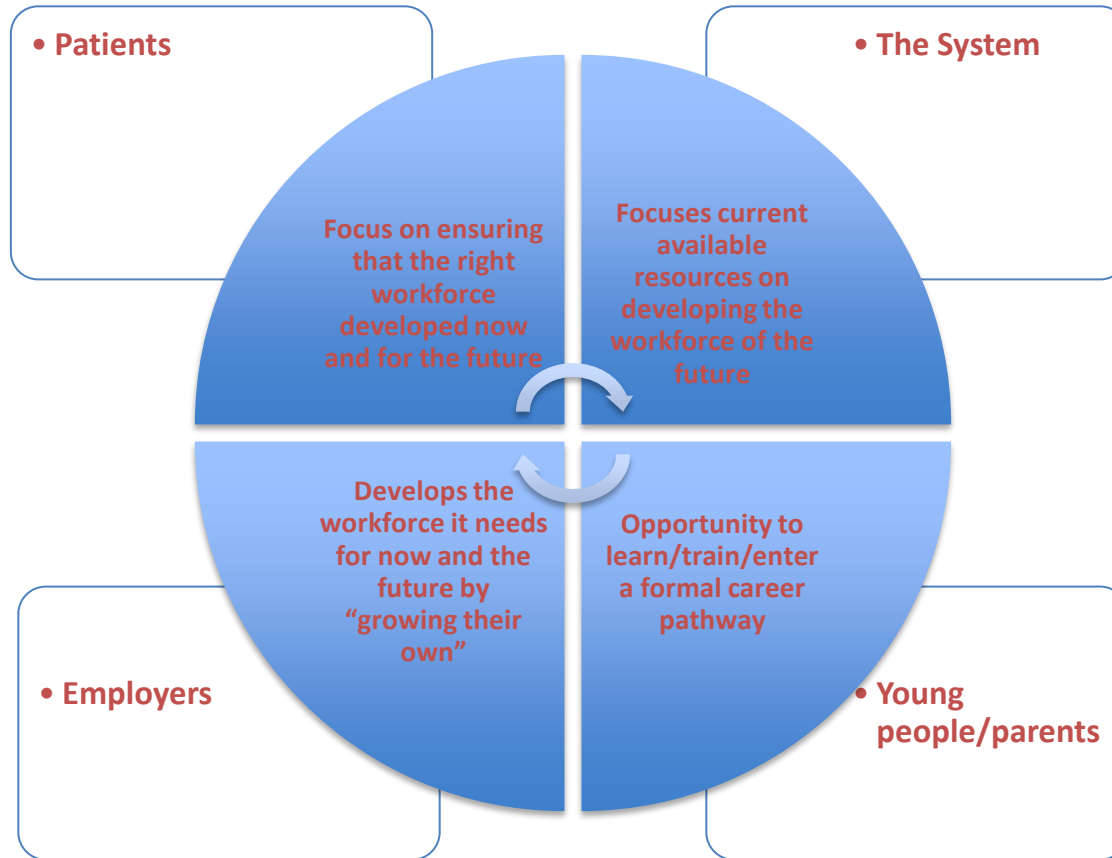 • Patients
• The System
Focus on ensuring
that the right
workforce
developed now
and for the future
Focuses current
available
resources on
developing the
workforce of the
future
Develops the
workforce it needs
for now and the
future by
“growing their
own”
Opportunity to
learn/train/enter
a formal career
pathway
• Employers
• Young
people/parents